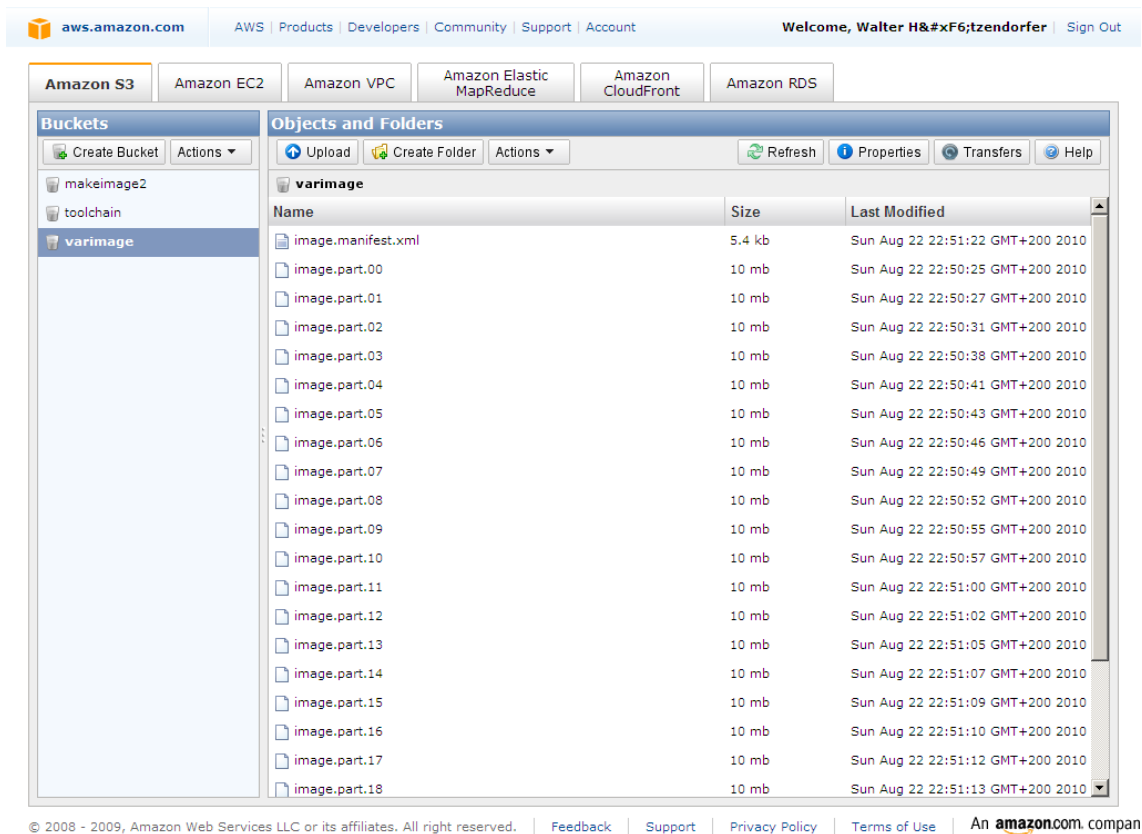 aws.amazon.com AWS | Products | Developers | Community | Support | Account Welcome, Walter H&#xF6;tzendorfer | Sign Out
Amazon S3 Amazon EC2 Amazon VPC Amazon Elastic MapReduce Amazon CloudFront Amazon RDS
Buckets Objects and Folders
Create Bucket Actions Upload Create Folder Actions Refresh Properties Transfers Help
makeimage2 varimage
toolchain Name Size Last Modified
varimage image.manifest.xml 5.4 kb Sun Aug 22 22:51:22 GMT+200 2010
image.part.00 10 mb Sun Aug 22 22:50:25 GMT+200 2010
image.part.01 10 mb Sun Aug 22 22:50:27 GMT+200 2010
image.part.02 10 mb Sun Aug 22 22:50:31 GMT+200 2010
image.part.03 10 mb Sun Aug 22 22:50:38 GMT+200 2010
image.part.04 10 mb Sun Aug 22 22:50:41 GMT+200 2010
image.part.05 10 mb Sun Aug 22 22:50:43 GMT+200 2010
image.part.06 10 mb Sun Aug 22 22:50:46 GMT+200 2010
image.part.07 10 mb Sun Aug 22 22:50:49 GMT+200 2010
image.part.08 10 mb Sun Aug 22 22:50:52 GMT+200 2010
image.part.09 10 mb Sun Aug 22 22:50:55 GMT+200 2010
image.part.10 10 mb Sun Aug 22 22:50:57 GMT+200 2010
image.part.11 10 mb Sun Aug 22 22:51:00 GMT+200 2010
image.part.12 10 mb Sun Aug 22 22:51:02 GMT+200 2010
image.part.13 10 mb Sun Aug 22 22:51:05 GMT+200 2010
image.part.14 10 mb Sun Aug 22 22:51:07 GMT+200 2010
image.part.15 10 mb Sun Aug 22 22:51:09 GMT+200 2010
image.part.16 10 mb Sun Aug 22 22:51:10 GMT+200 2010
image.part.17 10 mb Sun Aug 22 22:51:12 GMT+200 2010
image.part.18 10 mb Sun Aug 22 22:51:13 GMT+200 2010
© 2008 - 2009, Amazon Web Services LLC or its affiliates. All right reserved. | Feedback | Support | Privacy Policy | Terms of Use | An amazon.com. compan